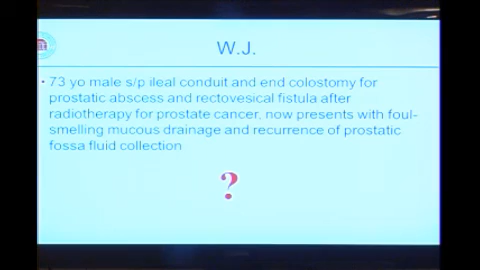 W.J.
• 73 yo male s/p ileal conduit and end colostomy for
prostatic abscess and rectovesical fistula after
radiotherapy for prostate cancer, now presents with foul-
smelling mucous drainage and recurrence of prostatic
fossa fluid collection
?